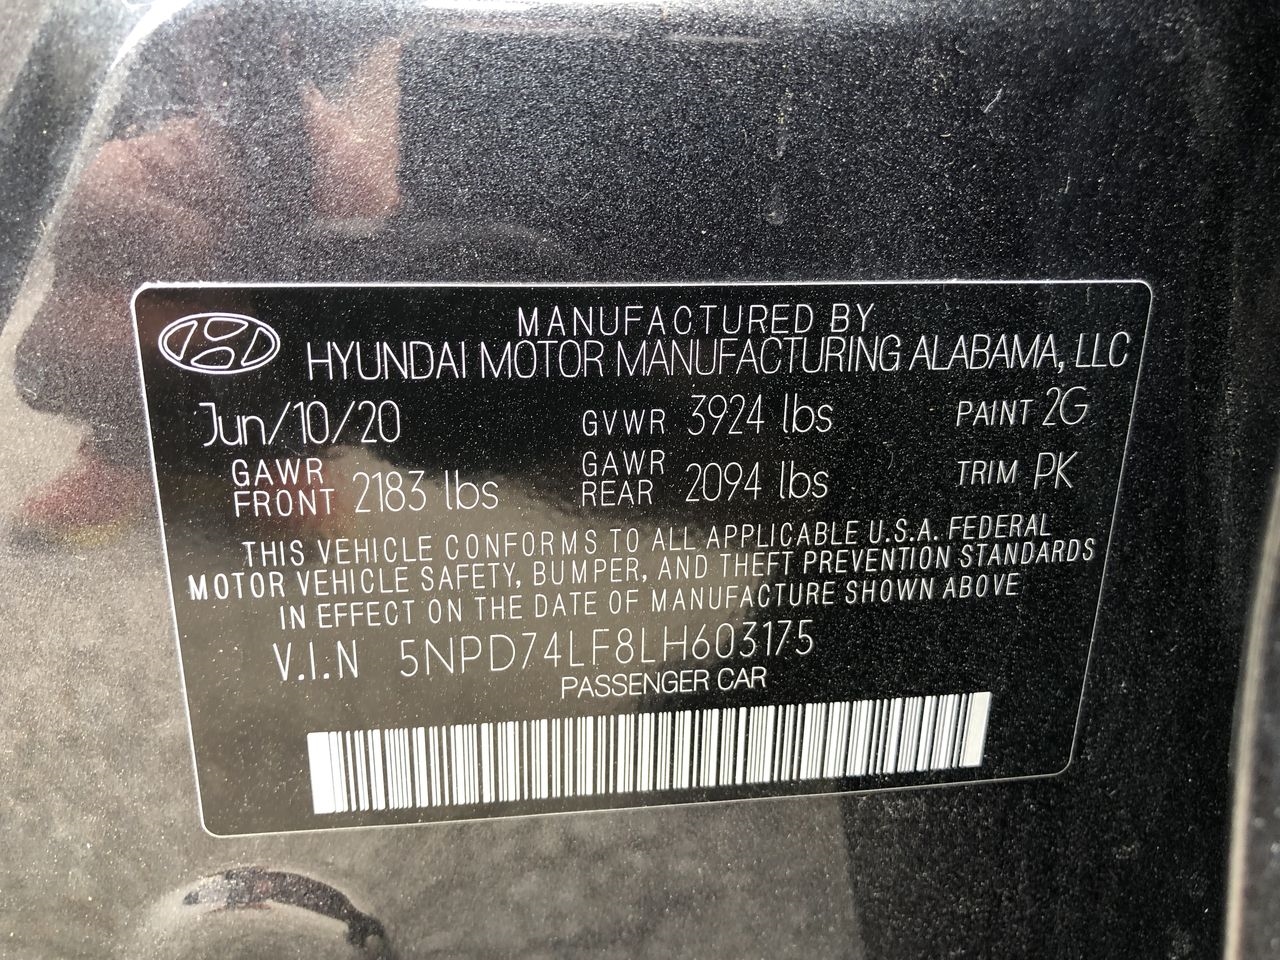 MANUFACTURED BY
HYUNDAI MOTOR MANUFACTURING ALABAMA, LLC
Jun/10/20 GVWR 3924 lbs PAINT 2G
GAWR FRONT 2183 lbs GAWR REAR 2094 lbs TRIM PK
THIS VEHICLE CONFORMS TO ALL APPLICABLE U.S.A. FEDERAL
MOTOR VEHICLE SAFETY, BUMPER, AND THEFT PREVENTION STANDARDS
IN EFFECT ON THE DATE OF MANUFACTURE SHOWN ABOVE
V.I.N 5NPD74LF8LH603175
PASSENGER CAR